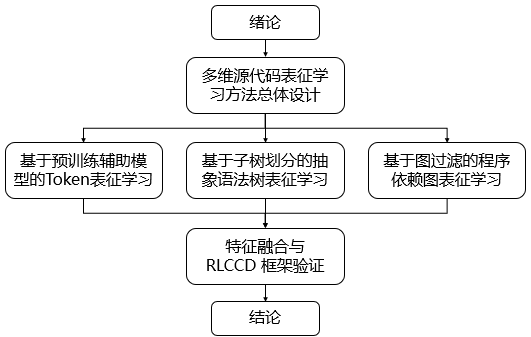 绪论
多维源代码表征学
习方法总体设计
基于预训练辅助模
型的Token表征学习
基于子树划分的抽
象语法树表征学习
基于图过滤的程序
依赖图表征学习
特征融合与
RLCCD 框架验证
结论